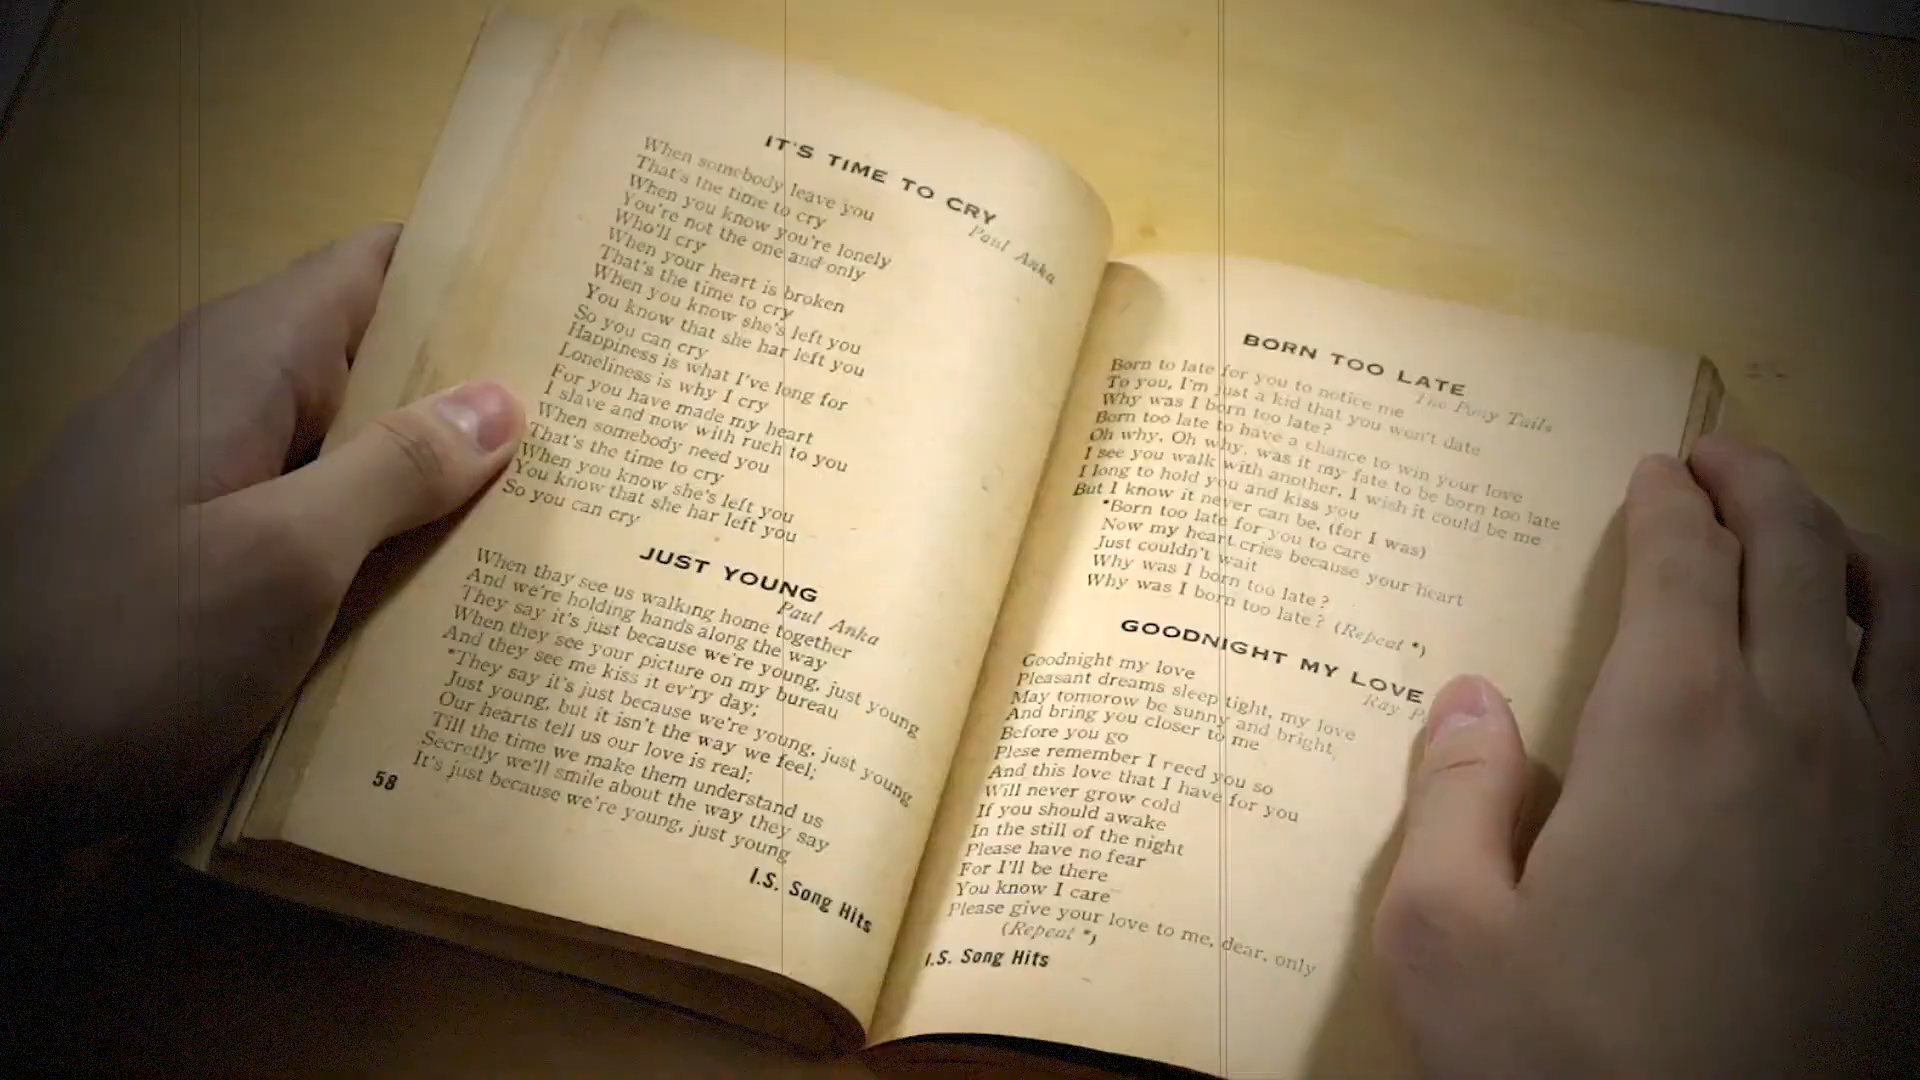 IT'S TIME TO CRY
Paul Anka
When somebody leave you
That's the time to cry
When you know you're lonely
You're not the one and only
Who'll cry
When your heart is broken
That's the time to cry
When you know she's left you
You know that she har left you
So you can cry
Happiness is what I've long for
Loneliness is why I cry
For you have made my heart
I slave and now with ruch to you
When somebody need you
That's the time to cry
When you know she's left you
You know that she har left you
So you can cry
JUST YOUNG
Paul Anka
When thay see us walking home together
And we're holding hands along the way
They say it's just because we're young, just young
When they see your picture on my bureau
And they see me kiss it ev'ry day;
*They say it's just because we're young, just young
Just young, but it isn't the way we feel;
Our hearts tell us our love is real;
Till the time we make them understand us
Secretly we'll smile about the way they say
It's just because we're young, just young
58
I.S. Song Hits
BORN TOO LATE
The Pony Tails
Born to late for you to notice me
To you, I'm just a kid that you won't date
Why was I born too late?
Born too late to have a chance to win your love
Oh why, Oh why, was it my fate to be born too late
I see you walk with another, I wish it could be me
I long to hold you and kiss you
But I know it never can be, (for I was)
*Born too late for you to care
Now my heart cries because your heart
Just couldn't wait
Why was I born too late?
Why was I born too late? (Repeat *)
GOODNIGHT MY LOVE
Ray
Goodnight my love
Pleasant dreams sleep tight, my love
May tomorow be sunny and bright,
And bring you closer to me
Before you go
Plese remember I reed you so
And this love that I have for you
Will never grow cold
If you should awake
In the still of the night
Please have no fear
For I'll be there
You know I care
Please give your love to me, dear, only
(Repeat *)
I.S. Song Hits